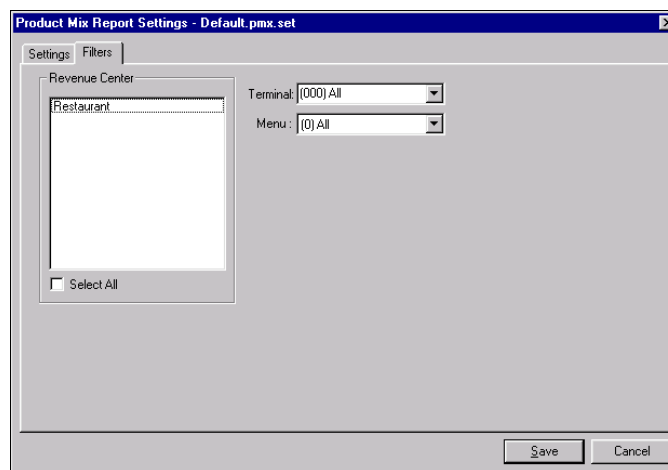 Product Mix Report Settings - Default.pmx.set
Settings Filters
Revenue Center
Restaurant
Terminal: (000) All
Menu : (0) All
Select All
Save Cancel